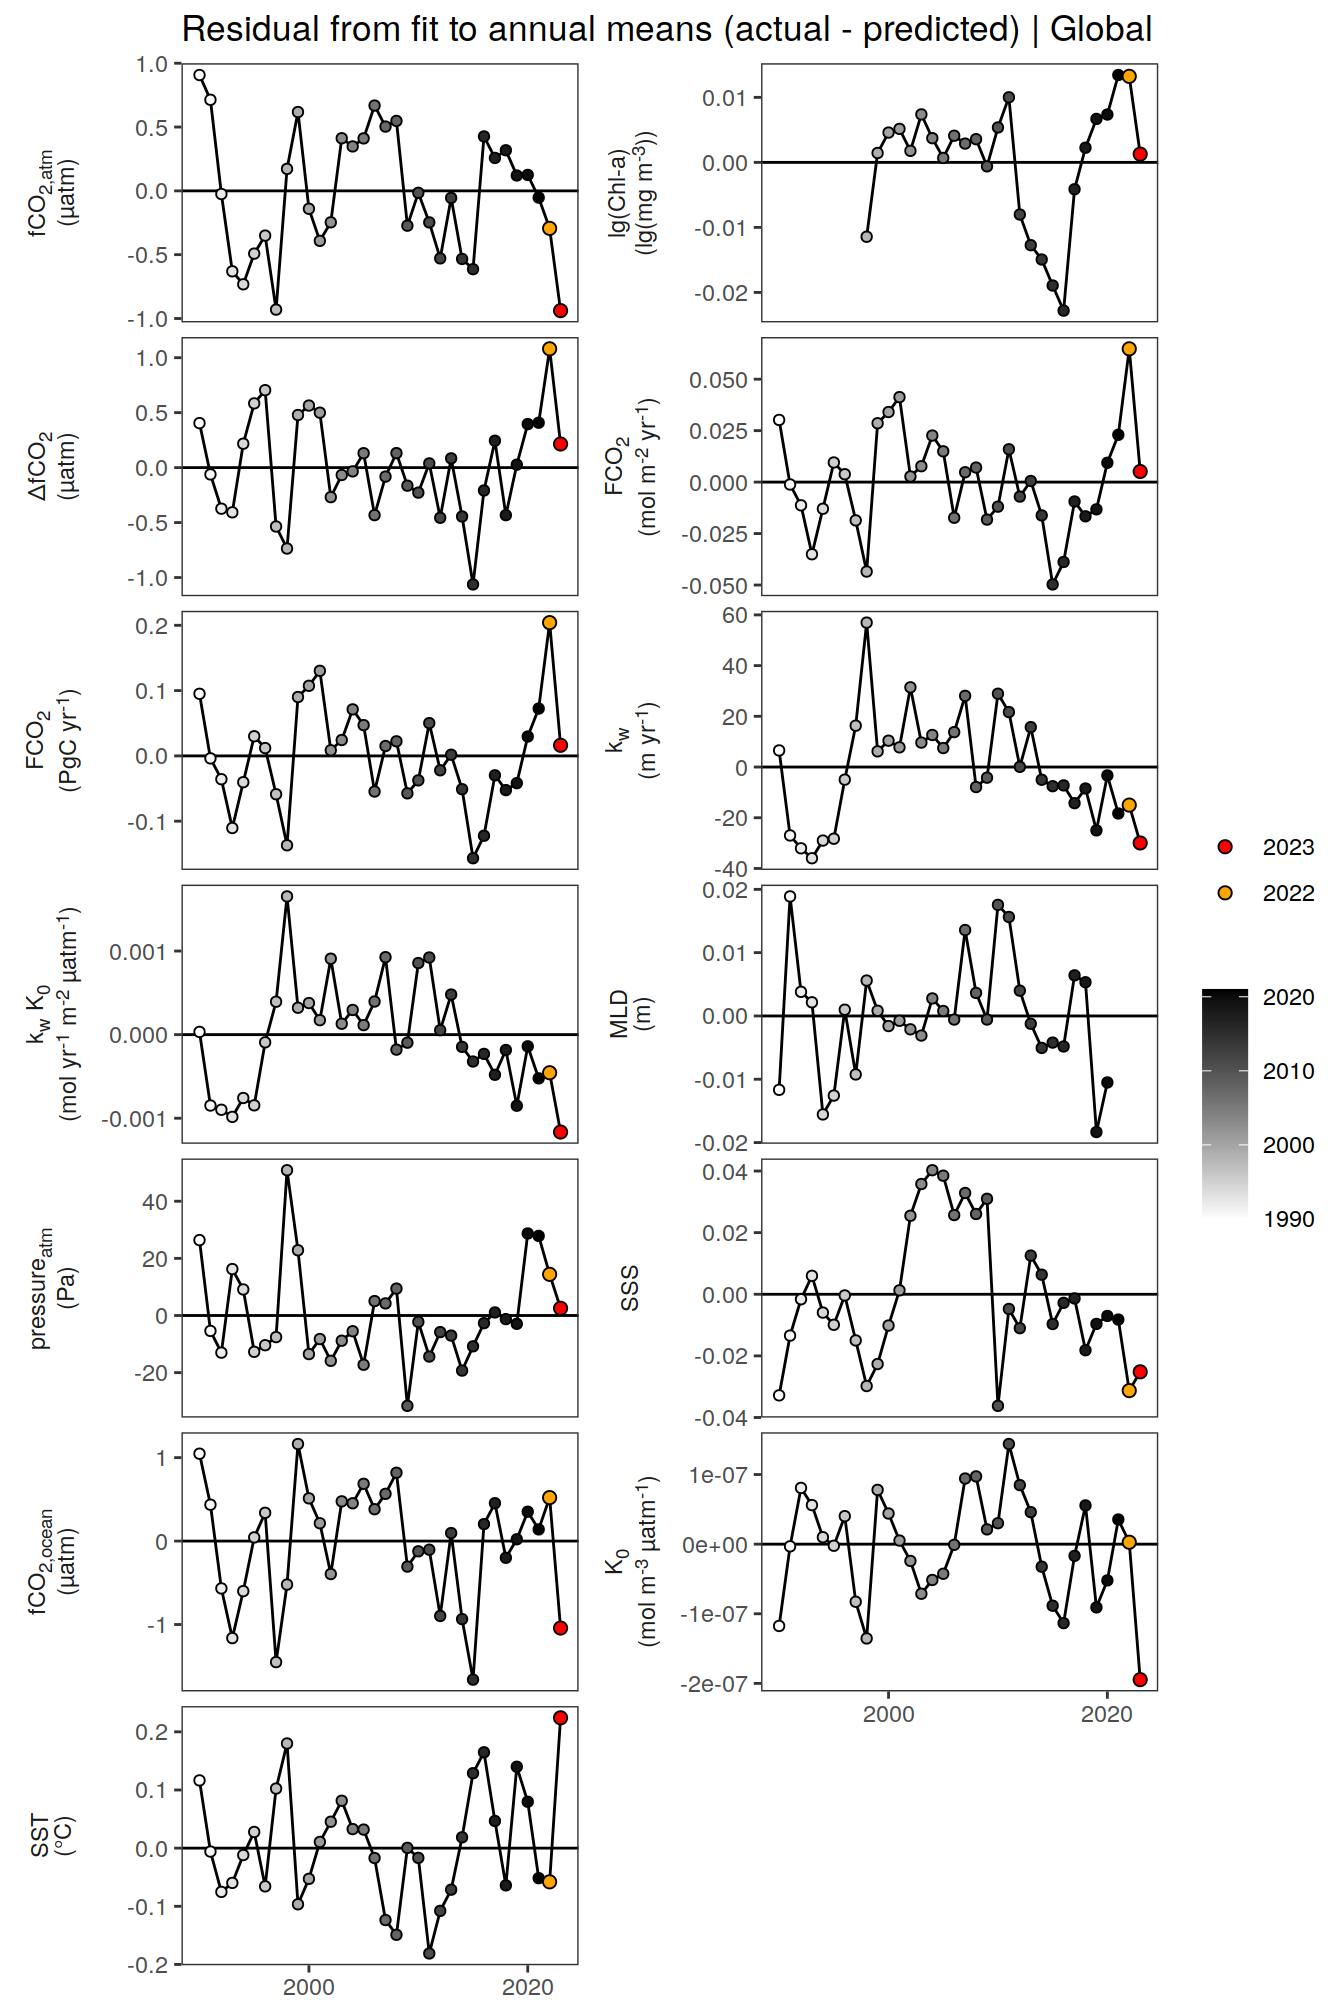 Residual from fit to annual means (actual - predicted) | Global
fCO2,atm
(µatm)
1.0
0.5
0.0
-0.5
-1.0
lg(Chl-a)
(lg(mg m-3))
0.01
0.00
-0.01
-0.02
ΔfCO2
(µatm)
1.0
0.5
0.0
-0.5
-1.0
FCO2
(mol m-2 yr-1)
0.050
0.025
0.000
-0.025
-0.050
FCO2
(PgC yr-1)
0.2
0.1
0.0
-0.1
kw
(m yr-1)
60
40
20
0
-20
-40
kw K0
(mol yr-1 m-2 µatm-1)
0.001
0.000
-0.001
MLD
(m)
0.02
0.01
0.00
-0.01
-0.02
pressureatm
(Pa)
40
20
0
-20
SSS
0.04
0.02
0.00
-0.02
-0.04
fCO2,ocean
(µatm)
1
0
-1
K0
(mol m-3 µatm-1)
1e-07
0e+00
-1e-07
-2e-07
2000
2020
SST
(°C)
0.2
0.1
0.0
-0.1
-0.2
2000
2020
2023
2022
2020
2010
2000
1990